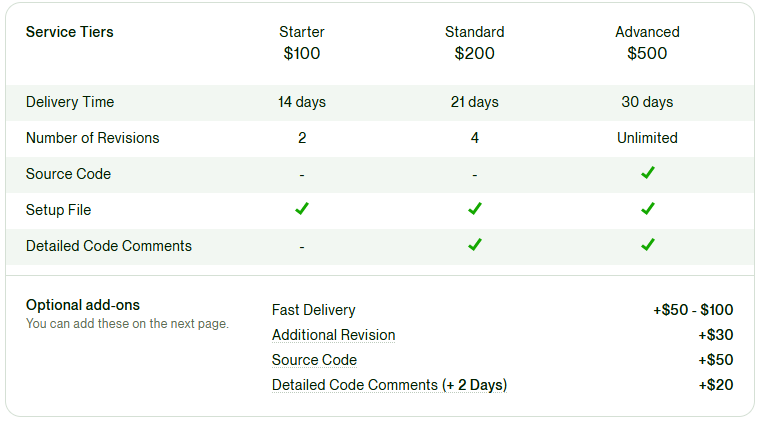 Service Tiers Starter Standard Advanced
$100 $200 $500
Delivery Time 14 days 21 days 30 days
Number of Revisions 2 4 Unlimited
Source Code - -
Setup File
Detailed Code Comments -
Optional add-ons
You can add these on the next page.
Fast Delivery +$50 - $100
Additional Revision +$30
Source Code +$50
Detailed Code Comments (+ 2 Days) +$20